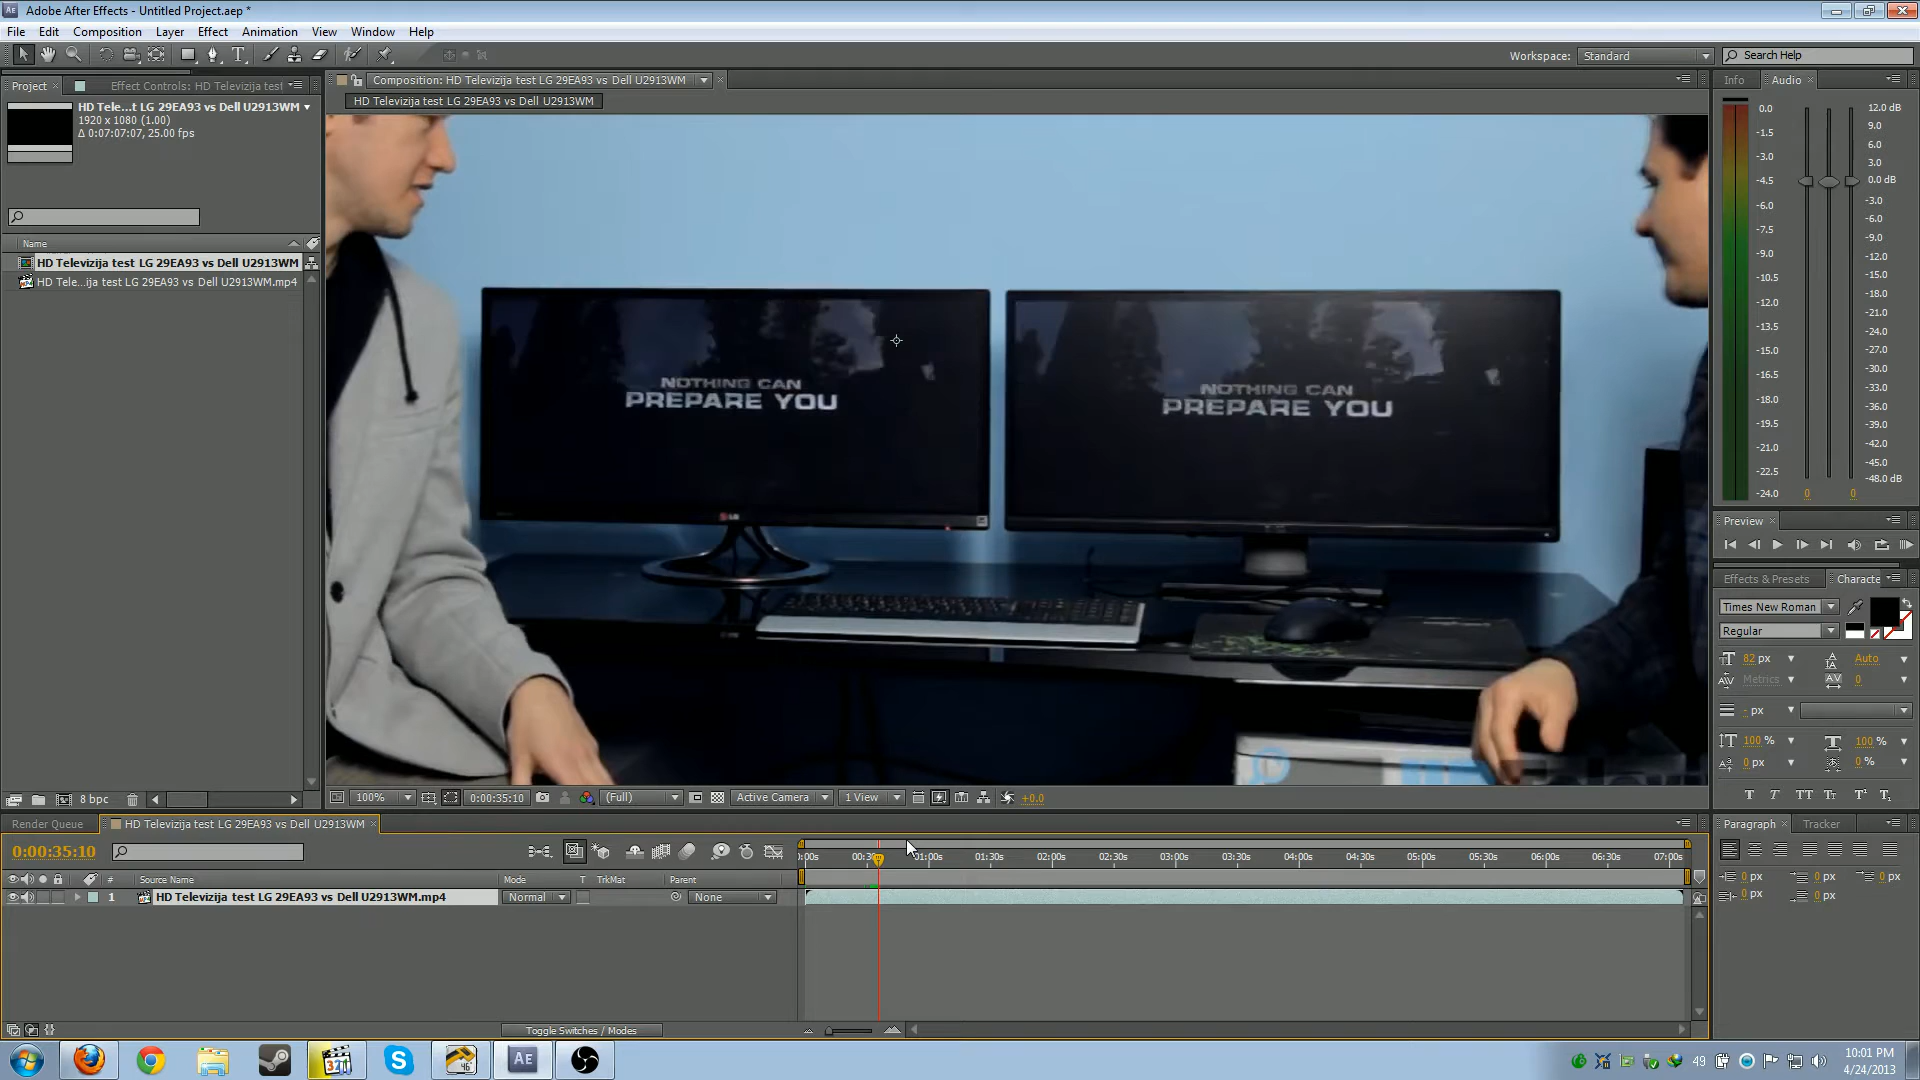 Adobe After Effects - Untitled Project.aep *
File Edit Composition Layer Effect Animation View Window Help
Workspace: Standard Search Help
Project Effect Controls: HD Televizija test
Composition: HD Televizija test LG 29EA93 vs Dell U2913WM
Info Audio
HD Tele...t LG 29EA93 vs Dell U2913WM
1920 x 1080 (1.00)
Δ 0:07:07:07, 25.00 fps
HD Televizija test LG 29EA93 vs Dell U2913WM
Name
HD Televizija test LG 29EA93 vs Dell U2913WM
HD Tele...ija test LG 29EA93 vs Dell U2913WM.mp4
NOTHING CAN
PREPARE YOU
NOTHING CAN
PREPARE YOU
LG
0.0
-1.5
-3.0
-4.5
-6.0
-7.5
-9.0
-10.5
-12.0
-13.5
-15.0
-16.5
-18.0
-19.5
-21.0
-22.5
-24.0
12.0 dB
9.0
6.0
3.0
0.0 dB
-3.0
-6.0
-9.0
-12.0
-15.0
-18.0
-21.0
-24.0
-27.0
-30.0
-33.0
-36.0
-39.0
-42.0
-45.0
-48.0 dB
0 0
Preview
Effects & Presets Characte
Times New Roman
Regular
82 px Auto
Metrics 0
- px
100 % 100 %
0 px 0 %
T T TT Tт T¹ T₁
8 bpc
100% 0:00:35:10 (Full) Active Camera 1 View +0.0
Render Queue HD Televizija test LG 29EA93 vs Dell U2913WM
Paragraph Tracker
0 px 0 px 0 px
0 px 0 px
0:00:35:10
):00s 00:30s 01:00s 01:30s 02:00s 02:30s 03:00s 03:30s 04:00s 04:30s 05:00s 05:30s 06:00s 06:30s 07:00s
# Source Name Mode T TrkMat Parent
1 HD Televizija test LG 29EA93 vs Dell U2913WM.mp4 Normal None
Toggle Switches / Modes
321 46 AE 49
10:01 PM
4/24/2013